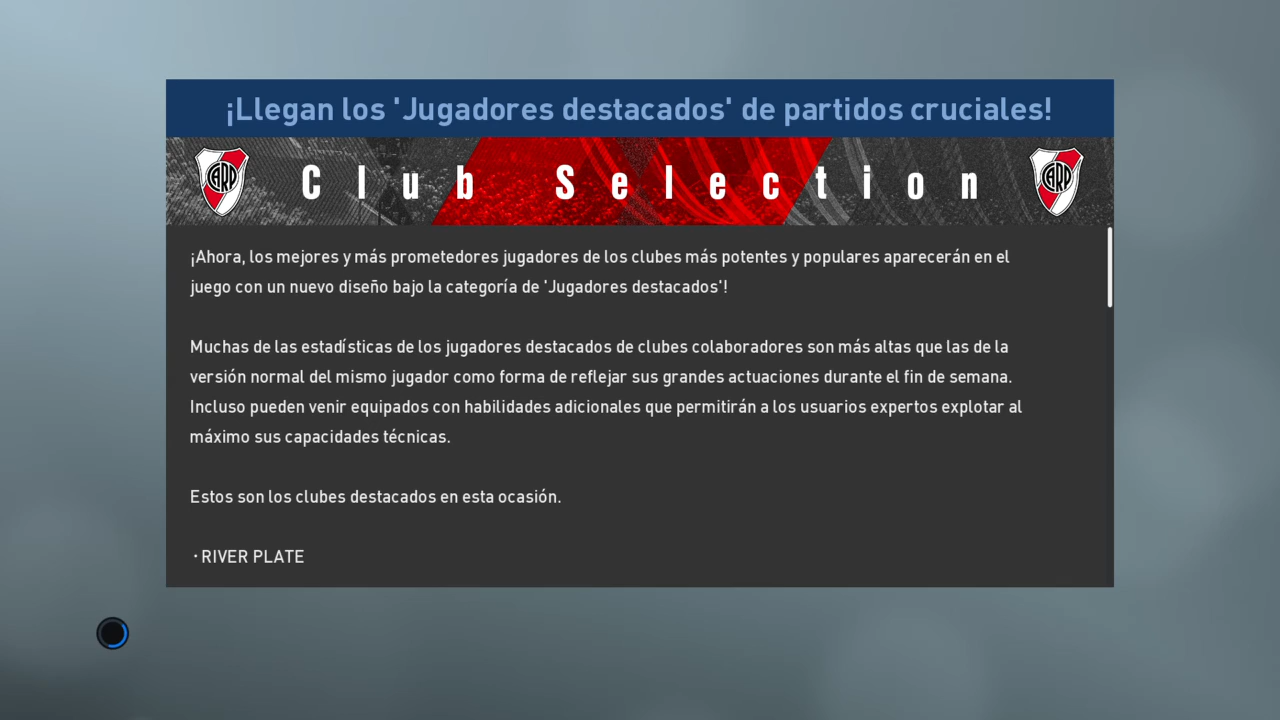 ¡Llegan los 'Jugadores destacados' de partidos cruciales!
CARP Club Selection CARP
¡Ahora, los mejores y más prometedores jugadores de los clubes más potentes y populares aparecerán en el
juego con un nuevo diseño bajo la categoría de 'Jugadores destacados'!
Muchas de las estadísticas de los jugadores destacados de clubes colaboradores son más altas que las de la
versión normal del mismo jugador como forma de reflejar sus grandes actuaciones durante el fin de semana.
Incluso pueden venir equipados con habilidades adicionales que permitirán a los usuarios expertos explotar al
máximo sus capacidades técnicas.
Estos son los clubes destacados en esta ocasión.
・RIVER PLATE